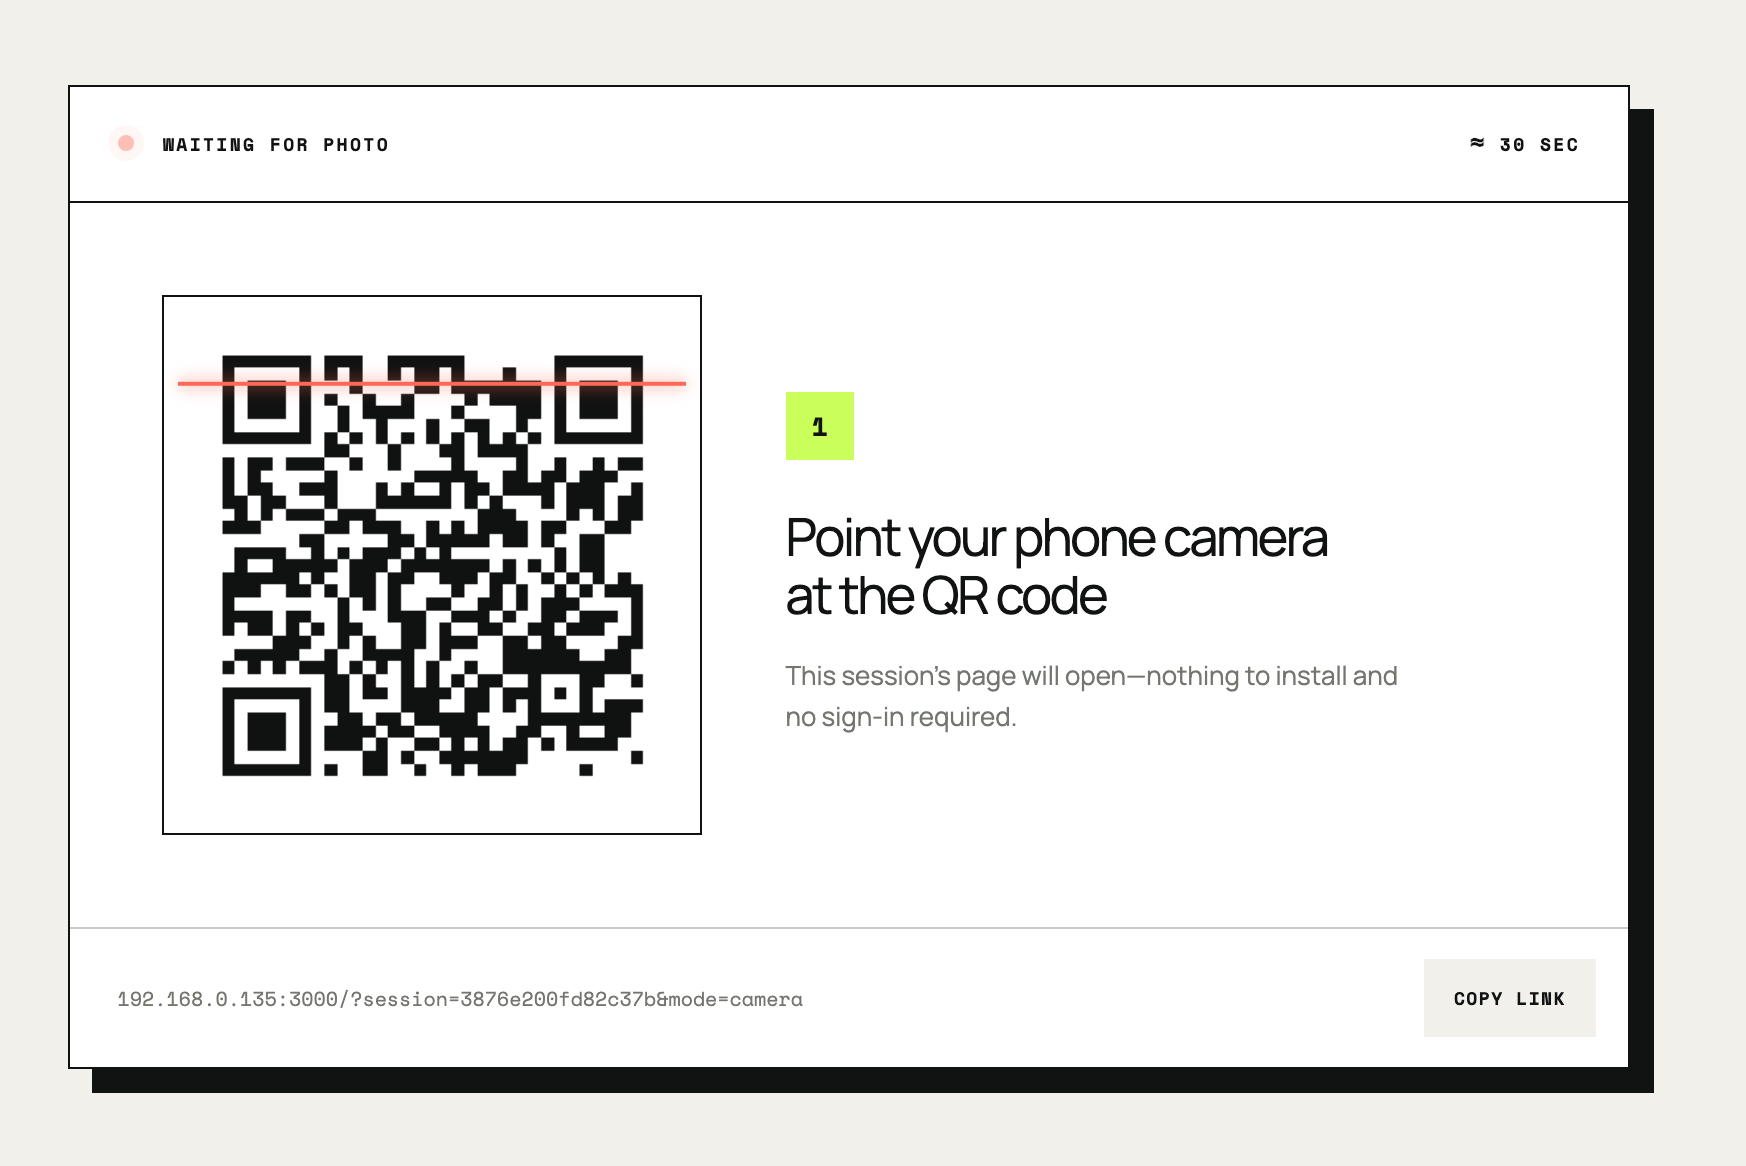 WAITING FOR PHOTO
≈ 30 SEC
1
Point your phone camera
at the QR code
This session’s page will open—nothing to install and
no sign-in required.
192.168.0.135:3000/?session=3876e200fd82c37b&mode=camera
COPY LINK